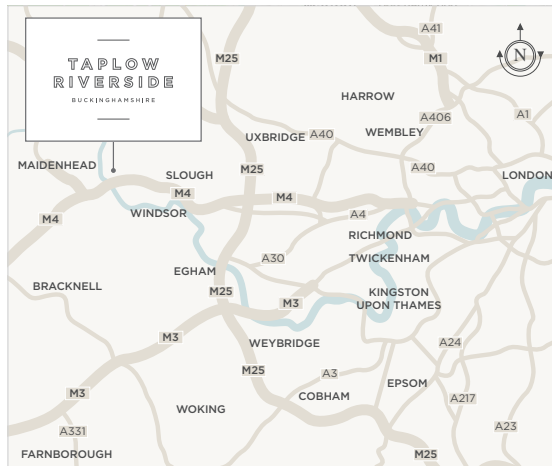 TAPLOW
RIVERSIDE
BUCKINGHAMSHIRE
A41
N
M25
M1
HARROW
A406
A1
UXBRIDGE
A40
WEMBLEY
MAIDENHEAD
SLOUGH
M25
A40
LONDON
M4
M4
M4
WINDSOR
A4
RICHMOND
EGHAM
A30
TWICKENHAM
BRACKNELL
M25
M3
KINGSTON
UPON THAMES
M3
WEYBRIDGE
A24
M25
A3
EPSOM
M3
WOKING
COBHAM
A217
A331
A23
FARNBOROUGH
M25